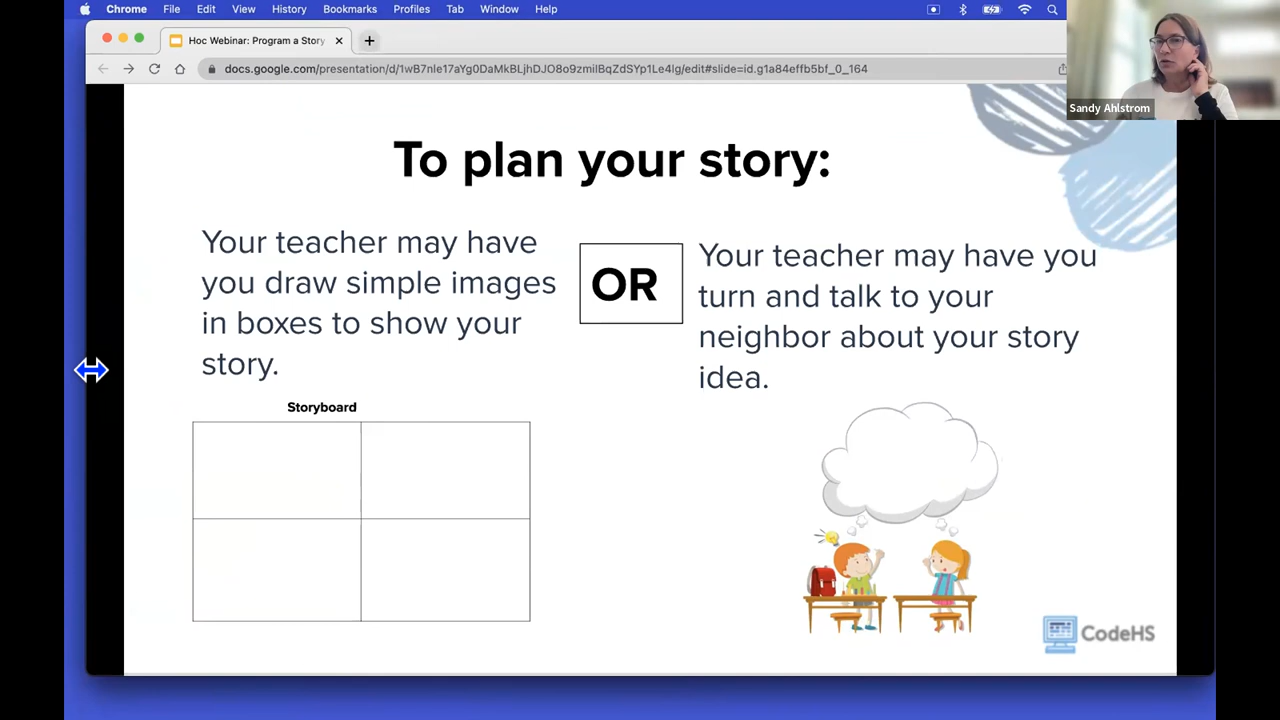 Chrome File Edit View History Bookmarks Profiles Tab Window Help
Hoc Webinar: Program a Story
docs.google.com/presentation/d/1wB7nIe17aYg0DaMkBLjhDJO8o9zmiIBqZdSYp1Le4lg/edit#slide=id.g1a84effb5bf_0_164
Sandy Ahlstrom
To plan your story:
Your teacher may have
you draw simple images
in boxes to show your
story.
OR
Your teacher may have you
turn and talk to your
neighbor about your story
idea.
Storyboard
CodeHS